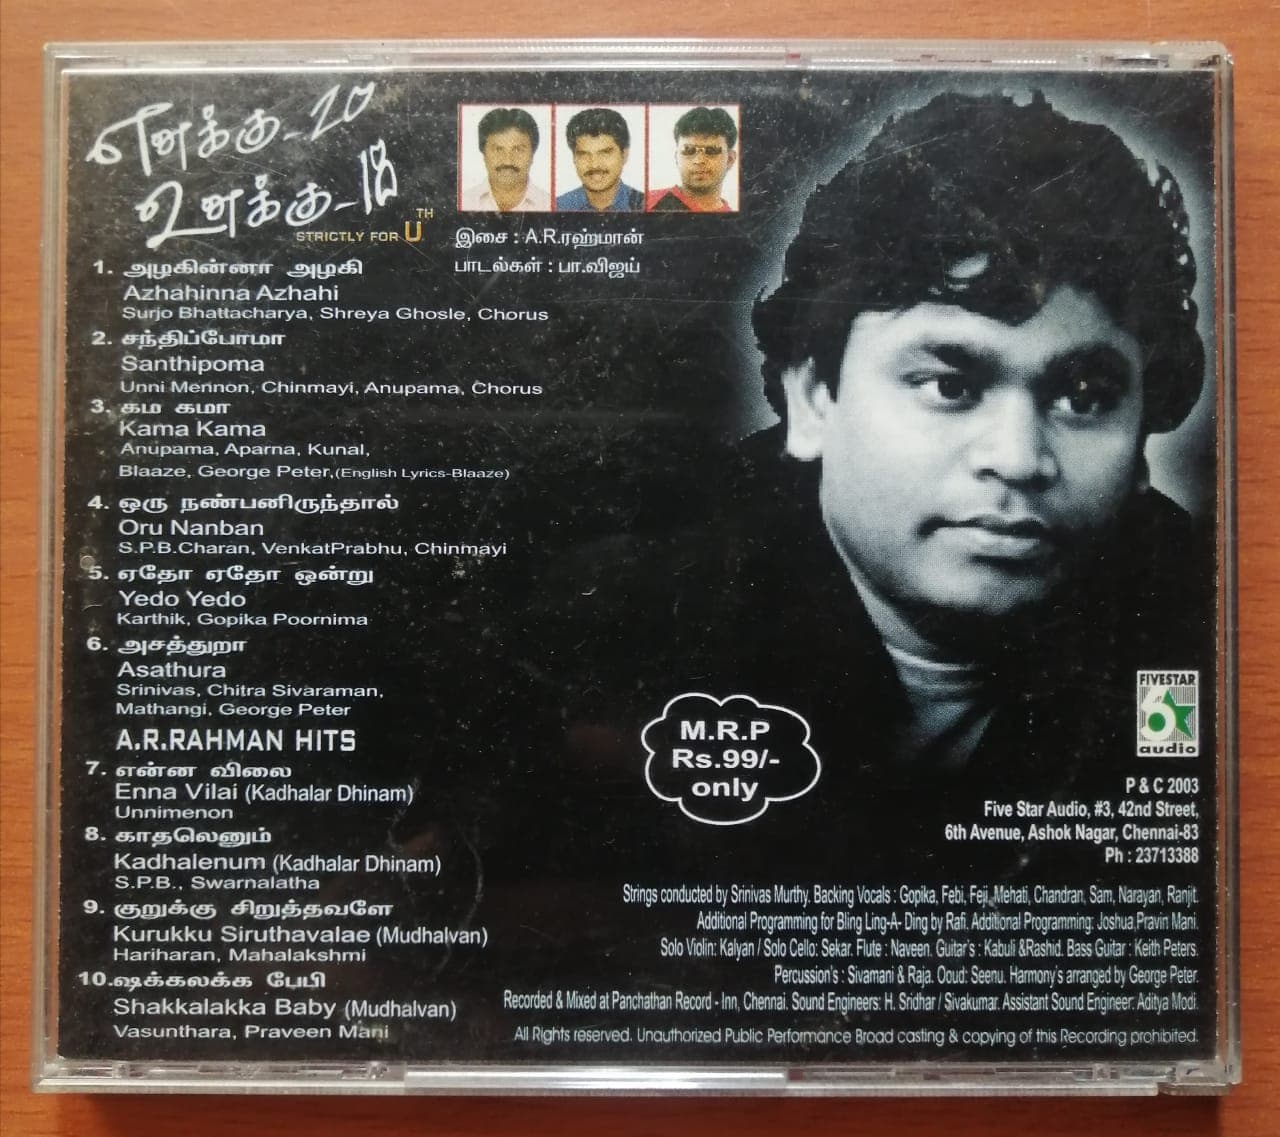 எனக்கு-20
உனக்கு-18
STRICTLY FOR UTH
இசை : A.R.ரஹ்மான்
பாடல்கள் : பா.விஜய்
1. அழகின்னா அழகி
Azhahinna Azhahi
Surjo Bhattacharya, Shreya Ghosle, Chorus
2. சந்திப்போமா
Santhipoma
Unni Mennon, Chinmayi, Anupama, Chorus
3. கம கமா
Kama Kama
Anupama, Aparna, Kunal,
Blaaze, George Peter,(English Lyrics-Blaaze)
4. ஒரு நண்பனிருந்தால்
Oru Nanban
S.P.B.Charan, VenkatPrabhu, Chinmayi
5. ஏதோ ஏதோ ஒன்று
Yedo Yedo
Karthik, Gopika Poornima
6. அசத்துறா
Asathura
Srinivas, Chitra Sivaraman,
Mathangi, George Peter
A.R.RAHMAN HITS
7. என்ன விலை
Enna Vilai (Kadhalar Dhinam)
Unnimenon
8. காதலெனும்
Kadhalenum (Kadhalar Dhinam)
S.P.B., Swarnalatha
9. குறுக்கு சிறுத்தவளே
Kurukku Siruthavalae (Mudhalvan)
Hariharan, Mahalakshmi
10.ஷக்கலக்க பேபி
Shakkalakka Baby (Mudhalvan)
Vasunthara, Praveen Mani
M.R.P
Rs.99/-
only
FIVESTAR
audio
P & C 2003
Five Star Audio, #3, 42nd Street,
6th Avenue, Ashok Nagar, Chennai-83
Ph : 23713388
Strings conducted by Srinivas Murthy. Backing Vocals : Gopika, Febi, Feji, Mehati, Chandran, Sam, Narayan, Ranjit.
Additional Programming for Bling Ling-A- Ding by Rafi. Additional Programming: Joshua,Pravin Mani.
Solo Violin: Kalyan / Solo Cello: Sekar. Flute : Naveen. Guitar's : Kabuli &Rashid. Bass Guitar : Keith Peters.
Percussion's : Sivamani & Raja. Ooud: Seenu. Harmony's arranged by George Peter.
Recorded & Mixed at Panchathan Record - Inn, Chennai. Sound Engineers: H. Sridhar / Sivakumar. Assistant Sound Engineer: Aditya Modi.
All Rights reserved. Unauthorized Public Performance Broad casting & copying of this Recording prohibited.